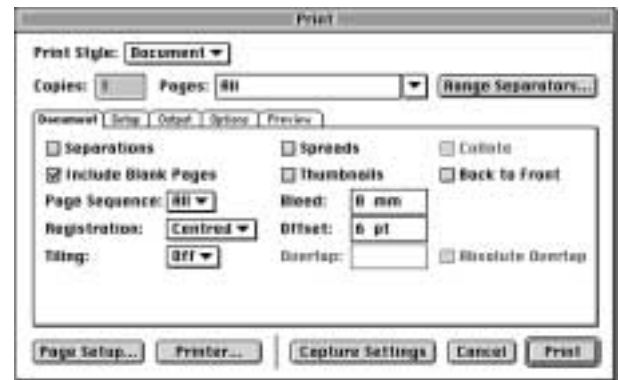 Print
Print Style: Document
Copies: 1 Pages: All Range Separators...
Document Setup Output Options Preview
Separations Spreads Collate
Include Blank Pages Thumbnails Back to Front
Page Sequence: All Bleed: 0 mm
Registration: Centred Offset: 6 pt
Tiling: Off Overlap: Absolute Overlap
Page Setup... Printer... Capture Settings Cancel Print